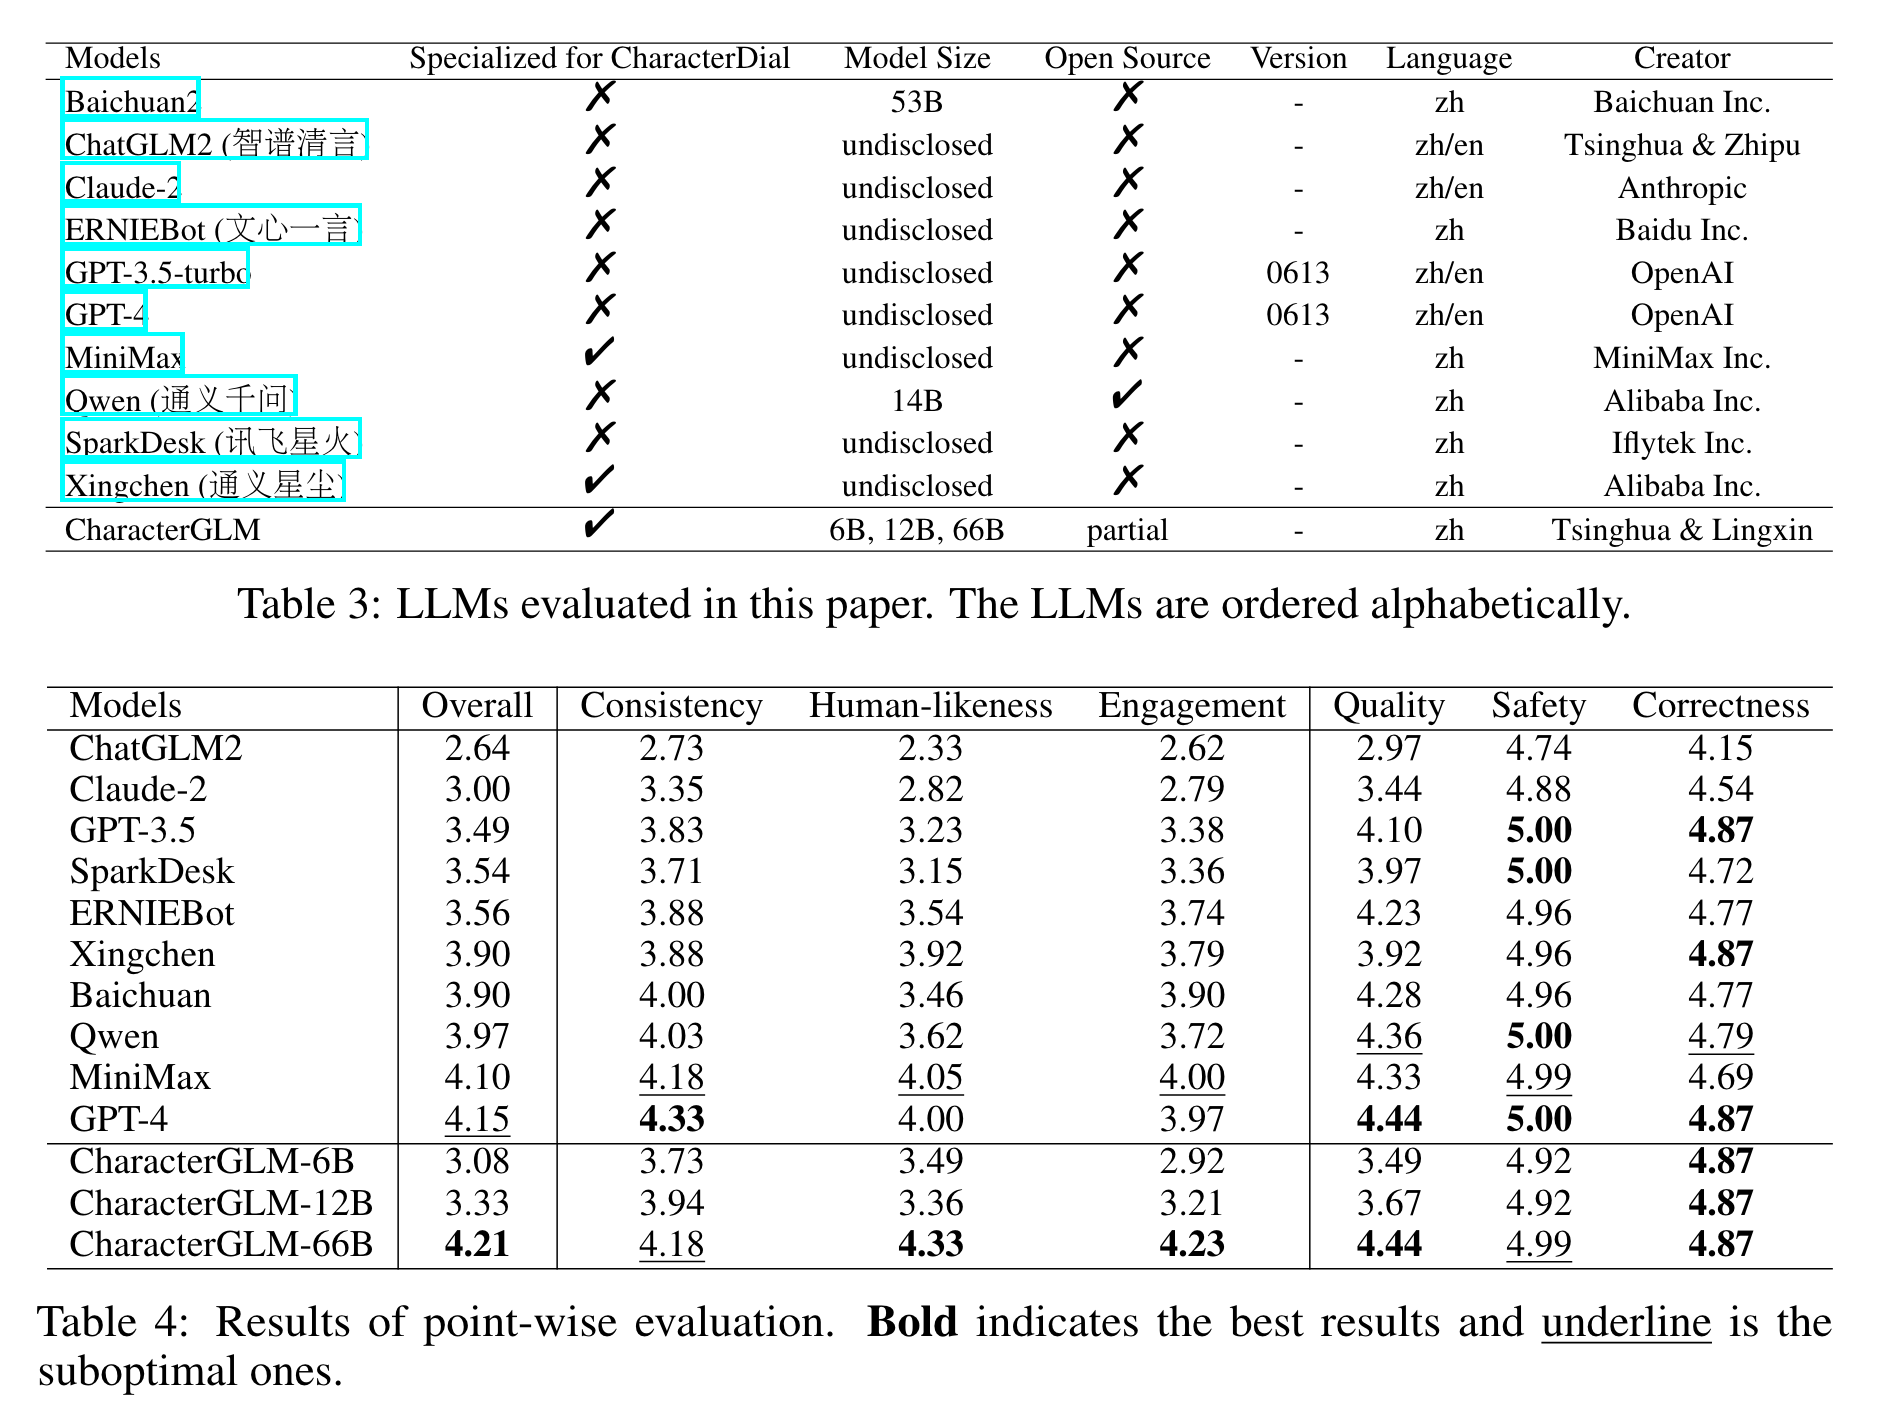 Models Specialized for CharacterDial Model Size Open Source Version Language Creator
Baichuan2 ✗ 53B ✗ - zh Baichuan Inc.
ChatGLM2 (智谱清言) ✗ undisclosed ✗ - zh/en Tsinghua & Zhipu
Claude-2 ✗ undisclosed ✗ - zh/en Anthropic
ERNIEBot (文心一言) ✗ undisclosed ✗ - zh Baidu Inc.
GPT-3.5-turbo ✗ undisclosed ✗ 0613 zh/en OpenAI
GPT-4 ✗ undisclosed ✗ 0613 zh/en OpenAI
MiniMax ✓ undisclosed ✗ - zh MiniMax Inc.
Qwen (通义千问) ✗ 14B ✓ - zh Alibaba Inc.
SparkDesk (讯飞星火) ✗ undisclosed ✗ - zh Iflytek Inc.
Xingchen (通义星尘) ✓ undisclosed ✗ - zh Alibaba Inc.
CharacterGLM ✓ 6B, 12B, 66B partial - zh Tsinghua & Lingxin
Table 3: LLMs evaluated in this paper. The LLMs are ordered alphabetically.
Models Overall Consistency Human-likeness Engagement Quality Safety Correctness
ChatGLM2 2.64 2.73 2.33 2.62 2.97 4.74 4.15
Claude-2 3.00 3.35 2.82 2.79 3.44 4.88 4.54
GPT-3.5 3.49 3.83 3.23 3.38 4.10 5.00 4.87
SparkDesk 3.54 3.71 3.15 3.36 3.97 5.00 4.72
ERNIEBot 3.56 3.88 3.54 3.74 4.23 4.96 4.77
Xingchen 3.90 3.88 3.92 3.79 3.92 4.96 4.87
Baichuan 3.90 4.00 3.46 3.90 4.28 4.96 4.77
Qwen 3.97 4.03 3.62 3.72 4.36 5.00 4.79
MiniMax 4.10 4.18 4.05 4.00 4.33 4.99 4.69
GPT-4 4.15 4.33 4.00 3.97 4.44 5.00 4.87
CharacterGLM-6B 3.08 3.73 3.49 2.92 3.49 4.92 4.87
CharacterGLM-12B 3.33 3.94 3.36 3.21 3.67 4.92 4.87
CharacterGLM-66B 4.21 4.18 4.33 4.23 4.44 4.99 4.87
Table 4: Results of point-wise evaluation. Bold indicates the best results and underline is the
suboptimal ones.